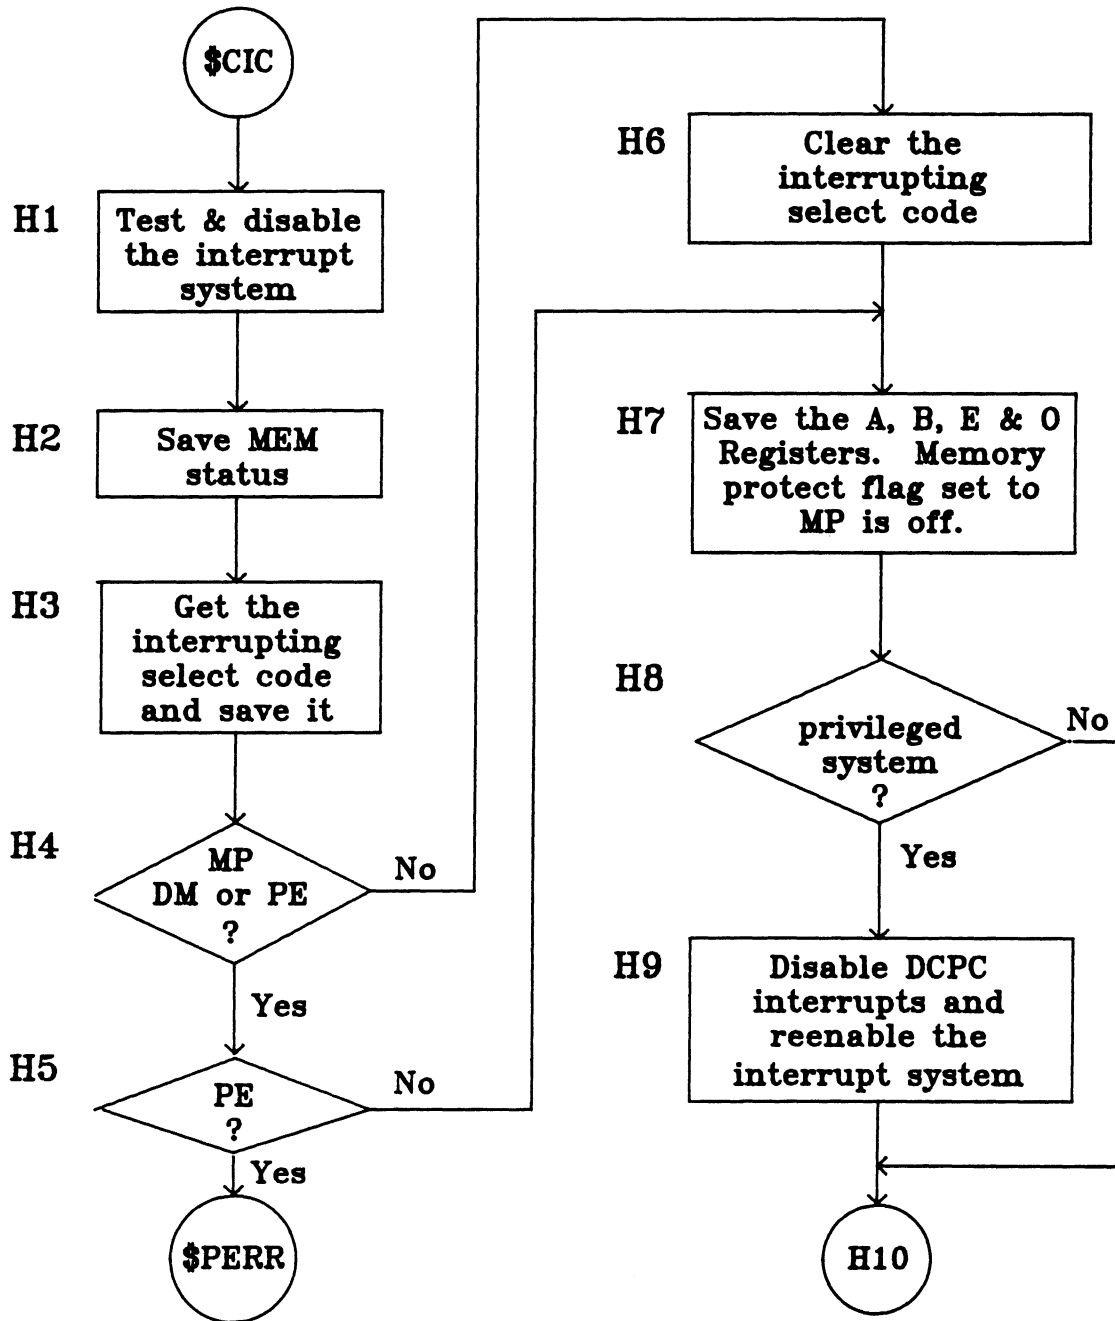 $CIC
H1
Test & disable
the interrupt
system
H2
Save MEM
status
H3
Get the
interrupting
select code
and save it
H4
MP
DM or PE
?
No
Yes
H5
PE
?
No
Yes
$PERR
H6
Clear the
interrupting
select code
H7
Save the A, B, E & O
Registers. Memory
protect flag set to
MP is off.
H8
privileged
system
?
No
Yes
H9
Disable DCPC
interrupts and
reenable the
interrupt system
H10